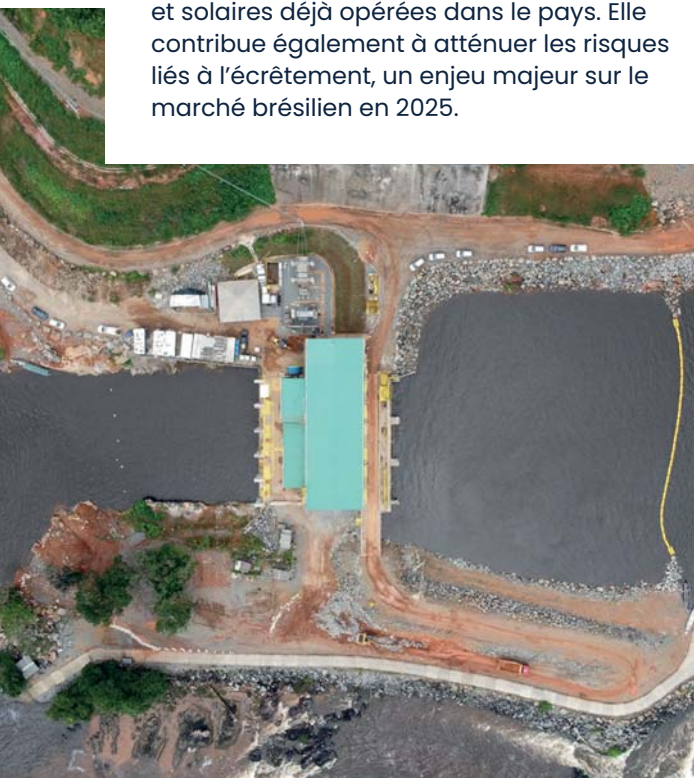 et solaires déjà opérées dans le pays. Elle
contribue également à atténuer les risques
liés à l’écrêtement, un enjeu majeur sur le
marché brésilien en 2025.